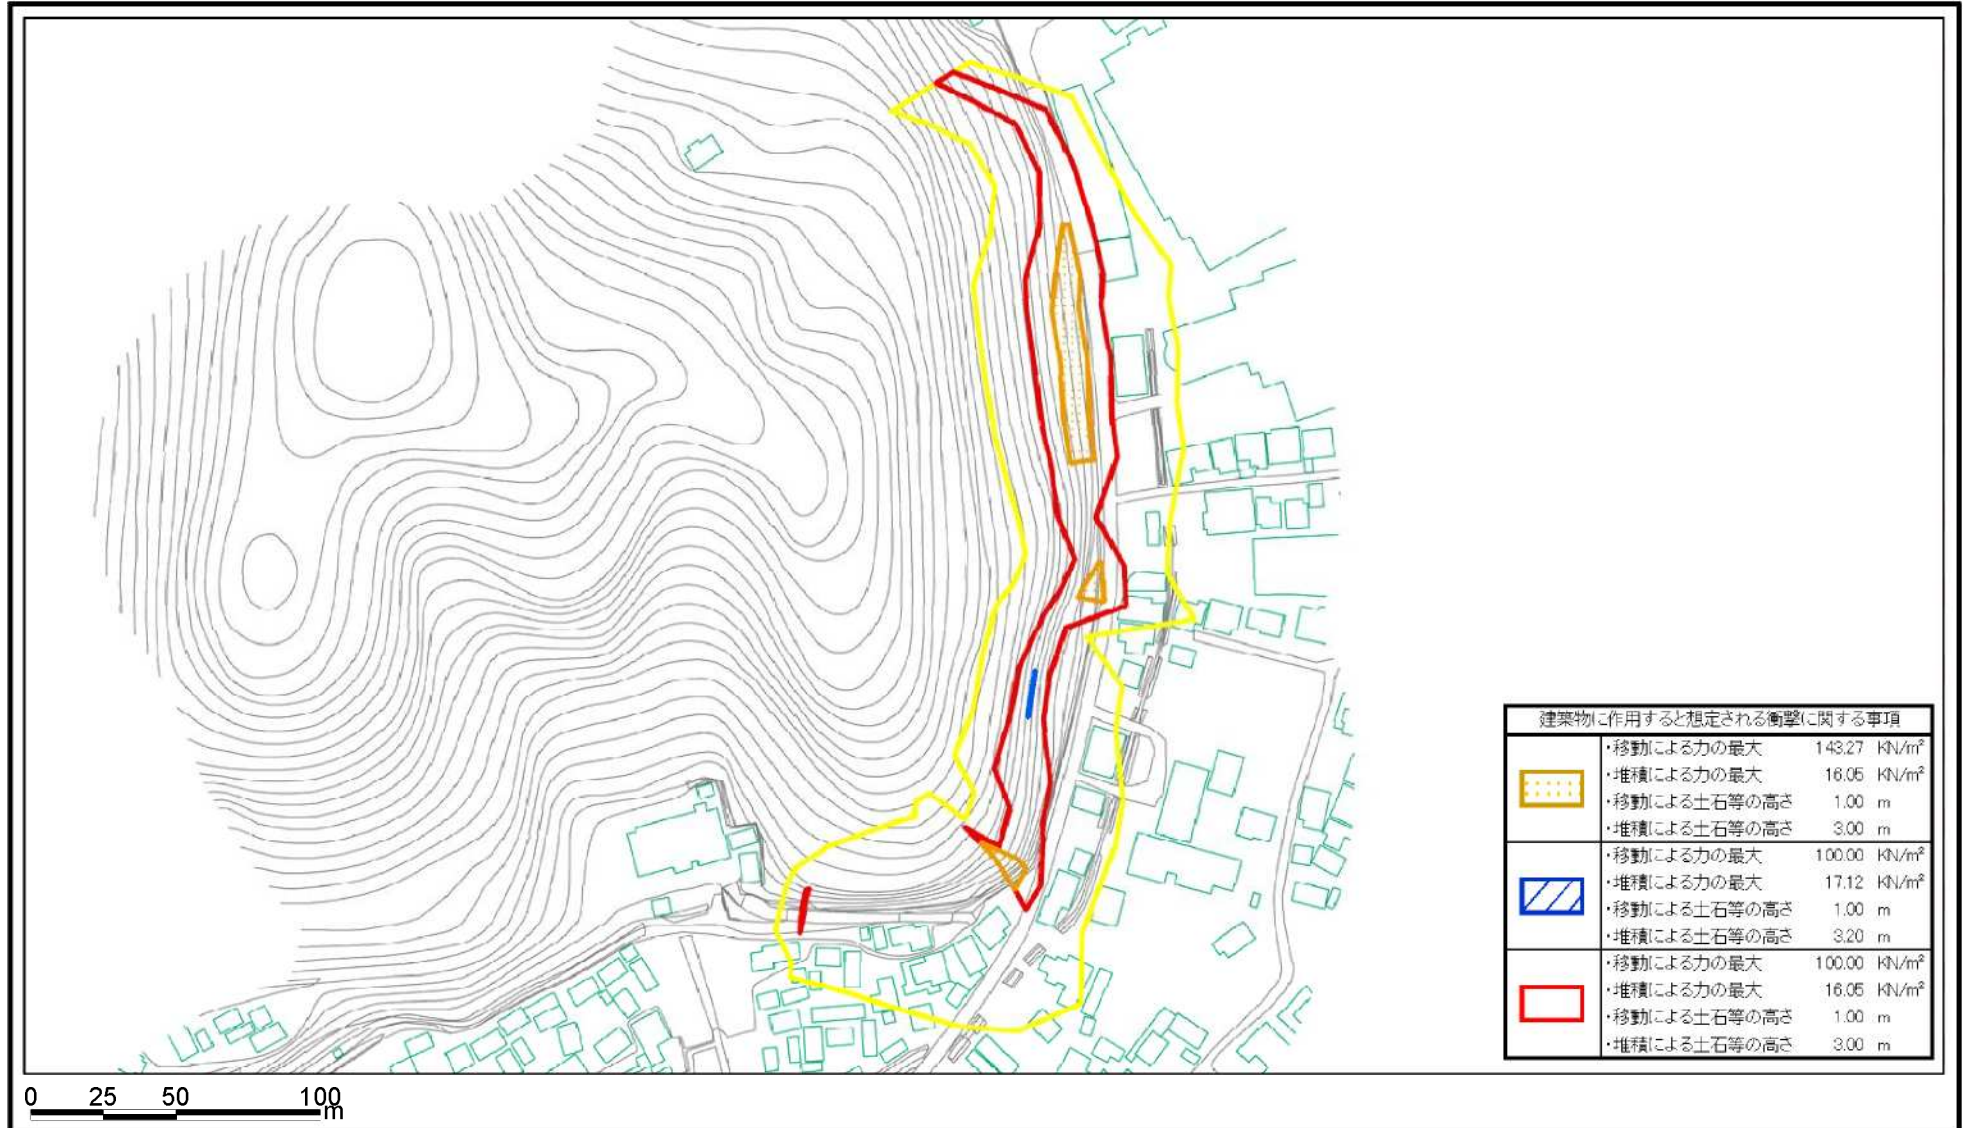 建築物に作用すると想定される衝撃に関する事項
・移動による力の最大 143.27 KN/m²
・堆積による力の最大 16.05 KN/m²
・移動による土石等の高さ 1.00 m
・堆積による土石等の高さ 3.00 m
・移動による力の最大 100.00 KN/m²
・堆積による力の最大 17.12 KN/m²
・移動による土石等の高さ 1.00 m
・堆積による土石等の高さ 3.20 m
・移動による力の最大 100.00 KN/m²
・堆積による力の最大 16.05 KN/m²
・移動による土石等の高さ 1.00 m
・堆積による土石等の高さ 3.00 m
0 25 50 100 m